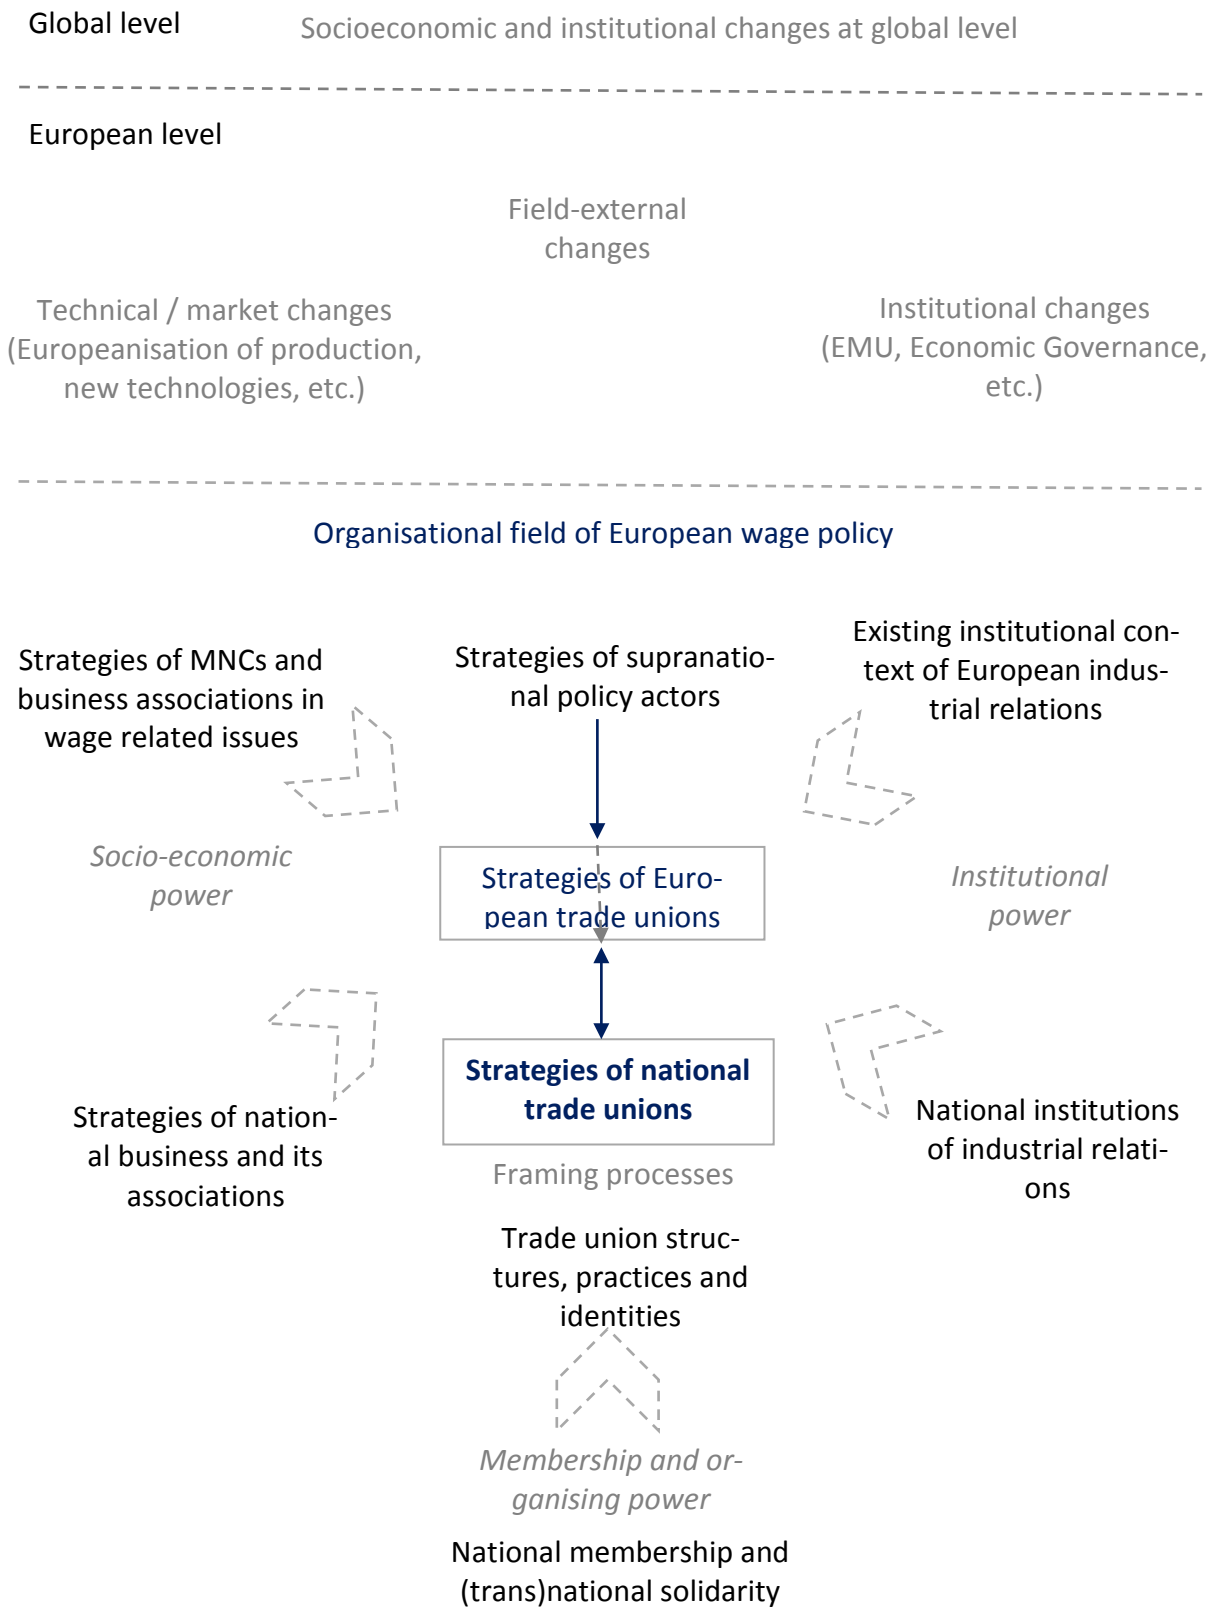 Global level
Socioeconomic and institutional changes at global level
European level
Field-external
changes
Technical / market changes
(Europeanisation of production,
new technologies, etc.)
Institutional changes
(EMU, Economic Governance,
etc.)
Organisational field of European wage policy
Strategies of MNCs and
business associations in
wage related issues
Strategies of supranatio-
nal policy actors
Existing institutional con-
text of European indus-
trial relations
Socio-economic
power
Strategies of Euro-
pean trade unions
Institutional
power
Strategies of national
trade unions
Strategies of nation-
al business and its
associations
National institutions
of industrial relati-
ons
Framing processes
Trade union struc-
tures, practices and
identities
Membership and or-
ganising power
National membership and
(trans)national solidarity